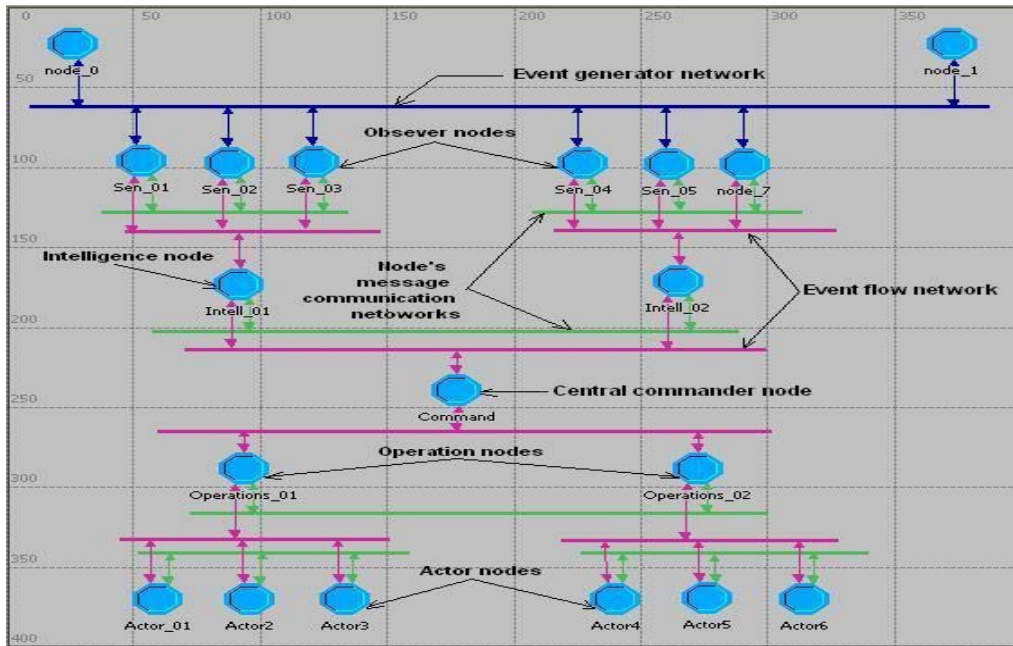 0 50 100 150 200 250 300 350
node_0
node_1
50
Event generator network
Obsever nodes
100
Sen_01 Sen_02 Sen_03 Sen_04 Sen_05 node_7
150
Intelligence node
Node's
message
communication
netoworks
Event flow network
Intell_01 Intell_02
200
Central commander node
250
Command
Operation nodes
300
Operations_01 Operations_02
350
Actor nodes
Actor_01 Actor2 Actor3 Actor4 Actor5 Actor6
400